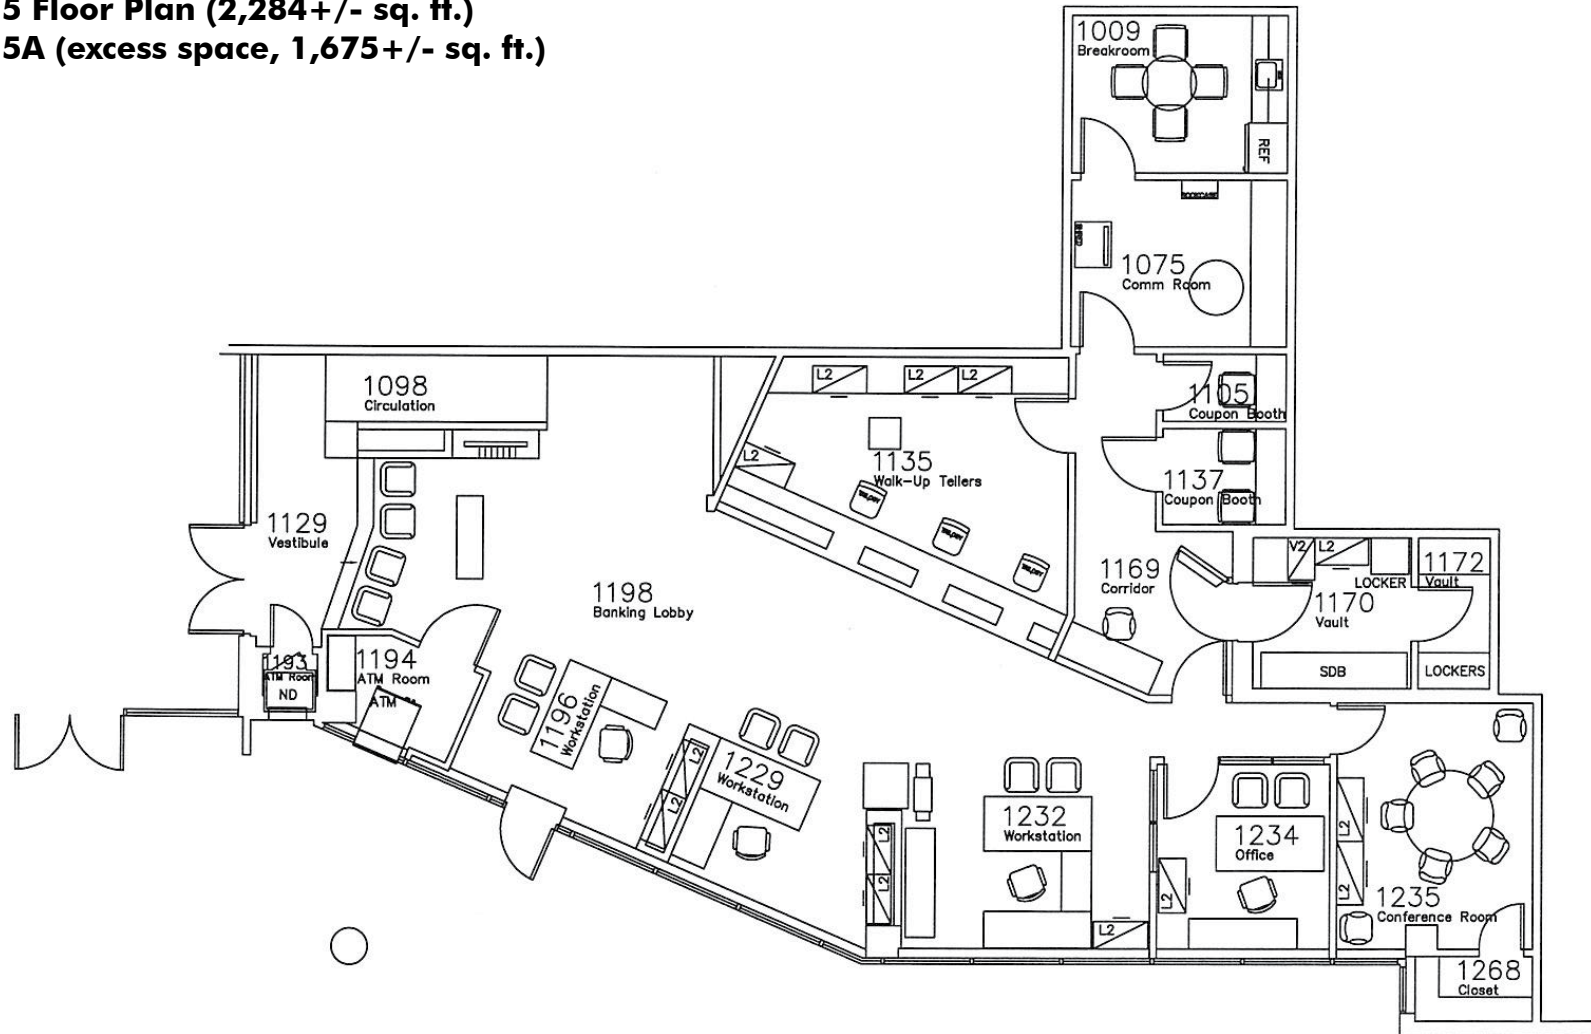 5 Floor Plan (2,284+/- sq. ft.)
5A (excess space, 1,675+/- sq. ft.)
1009
Breakroom
REF
BOOKCASE
1075
Comm Room
1098
Circulation
L2
L2
L2
1105
Coupon Booth
L2
1135
Walk-Up Tellers
1137
Coupon Booth
1129
Vestibule
1198
Banking Lobby
1169
Corridor
V2
L2
LOCKER
1172
Vault
1170
Vault
SDB
LOCKERS
193
ATM Room
ND
1194
ATM Room
ATM
1196
Workstation
L2
L2
1229
Workstation
L2
L2
1232
Workstation
L2
1234
Office
L2
L2
L2
1235
Conference Room
1268
Closet